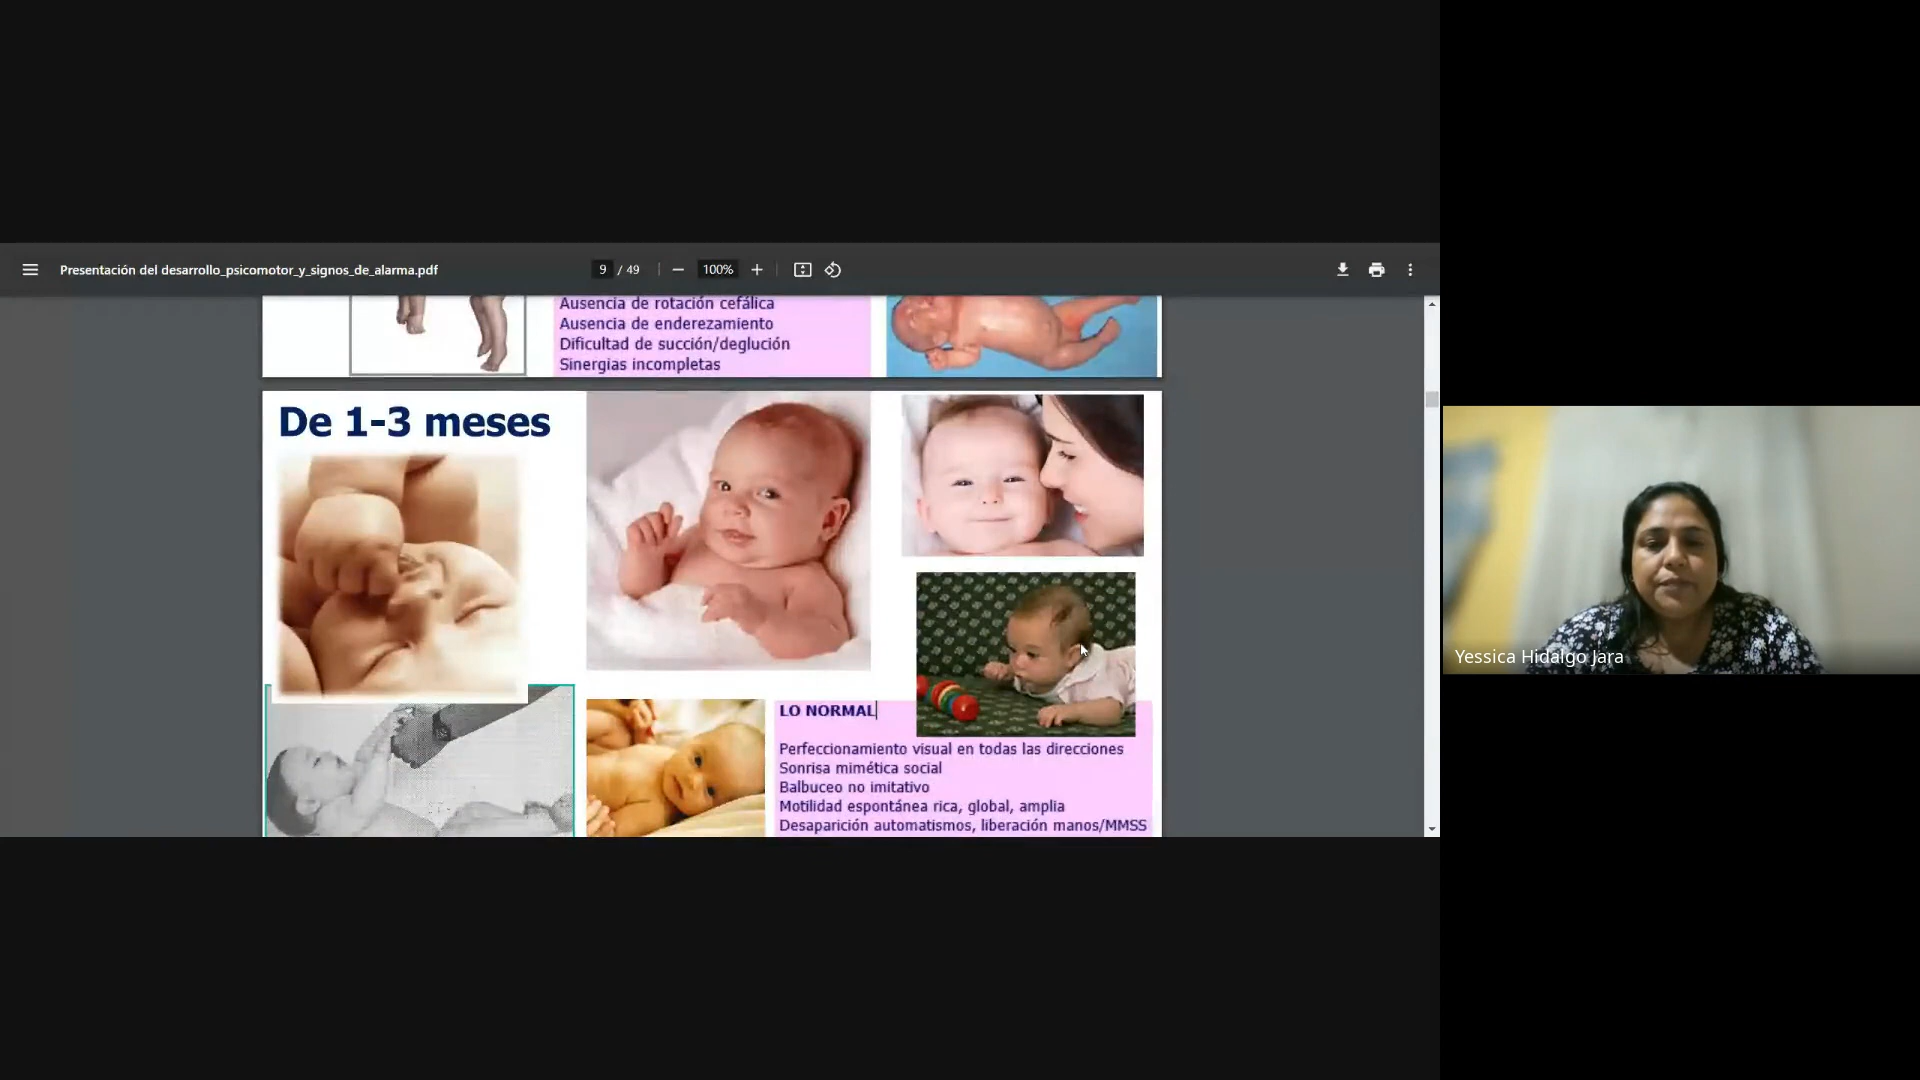 Presentación del desarrollo_psicomotor_y_signos_de_alarma.pdf
9 / 49
100%
Ausencia de rotación cefálica
Ausencia de enderezamiento
Dificultad de succión/deglución
Sinergias incompletas
De 1-3 meses
LO NORMAL
Perfeccionamiento visual en todas las direcciones
Sonrisa mimética social
Balbuceo no imitativo
Motilidad espontánea rica, global, amplia
Desaparición automatismos, liberación manos/MMSS
Yessica Hidalgo Jara